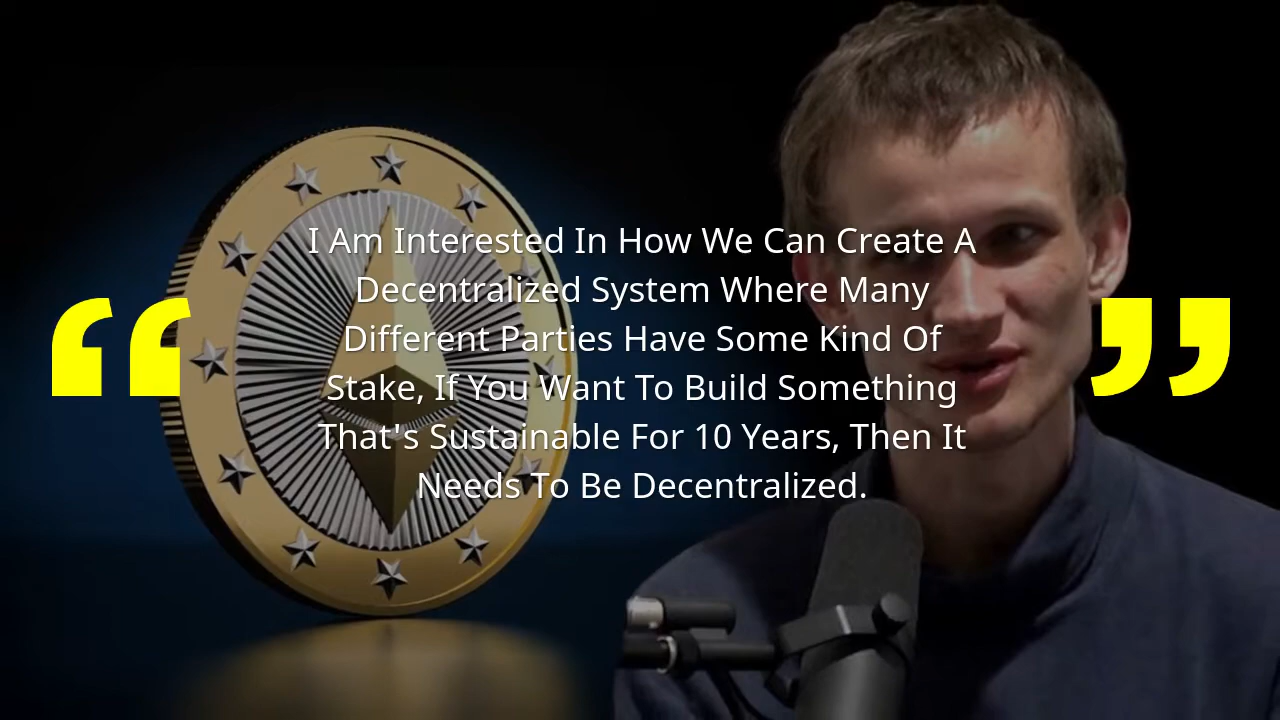 I Am Interested In How We Can Create A
Decentralized System Where Many
Different Parties Have Some Kind Of
Stake, If You Want To Build Something
That's Sustainable For 10 Years, Then It
Needs To Be Decentralized.